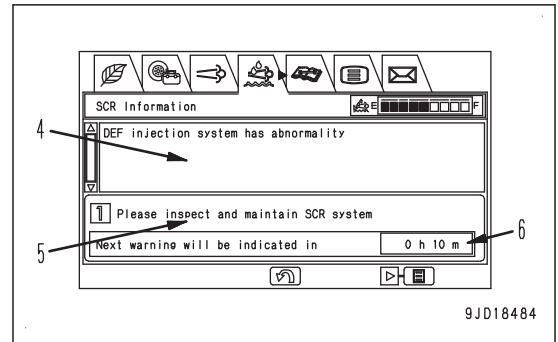 SCR Information
E F
4
DEF injection system has abnormality
1 Please inspect and maintain SCR system
5
Next warning will be indicated in 0 h 10 m
6
9JD18484